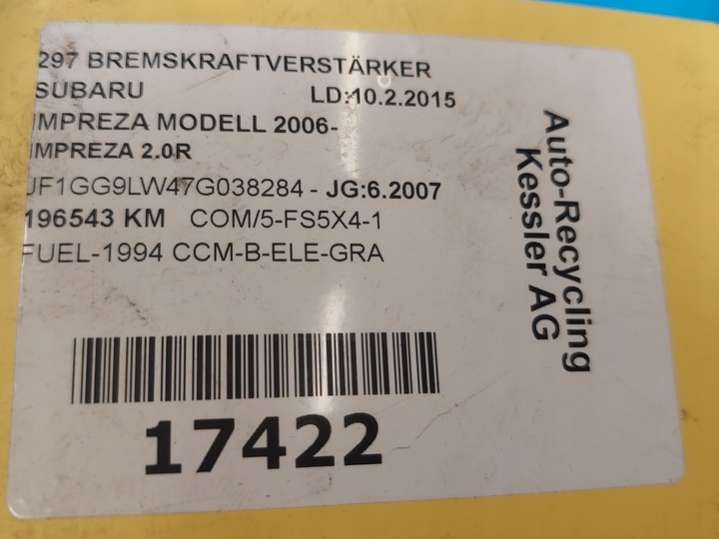 297 BREMSKRAFTVERSTÄRKER
SUBARU LD:10.2.2015
IMPREZA MODELL 2006-
IMPREZA 2.0R
JF1GG9LW47G038284 - JG:6.2007
196543 KM COM/5-FS5X4-1
FUEL-1994 CCM-B-ELE-GRA
17422
Auto-Recycling
Kessler AG